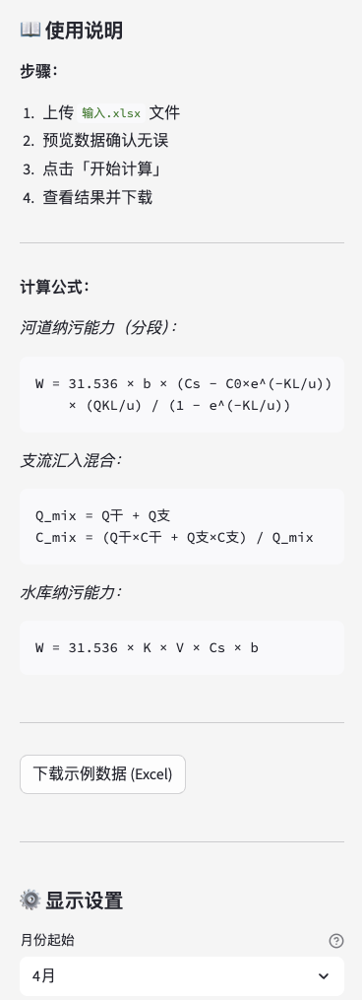 📖 使用说明
步骤：
1. 上传 输入.xlsx 文件
2. 预览数据确认无误
3. 点击「开始计算」
4. 查看结果并下载
计算公式：
河道纳污能力（分段）：
W = 31.536 × b × (Cs - C0×e^(-KL/u))
× (QKL/u) / (1 - e^(-KL/u))
支流汇入混合：
Q_mix = Q干 + Q支
C_mix = (Q干×C干 + Q支×C支) / Q_mix
水库纳污能力：
W = 31.536 × K × V × Cs × b
下载示例数据 (Excel)
⚙️ 显示设置
月份起始
4月